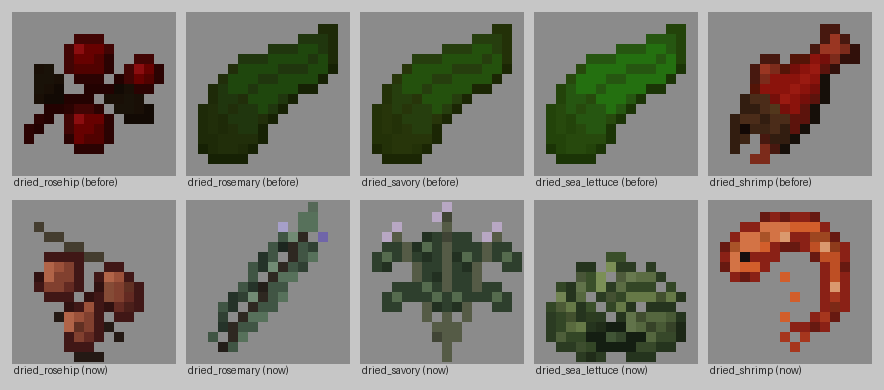 dried_rosehip (before) dried_rosemary (before) dried_savory (before) dried_sea_lettuce (before) dried_shrimp (before)
dried_rosehip (now) dried_rosemary (now) dried_savory (now) dried_sea_lettuce (now) dried_shrimp (now)